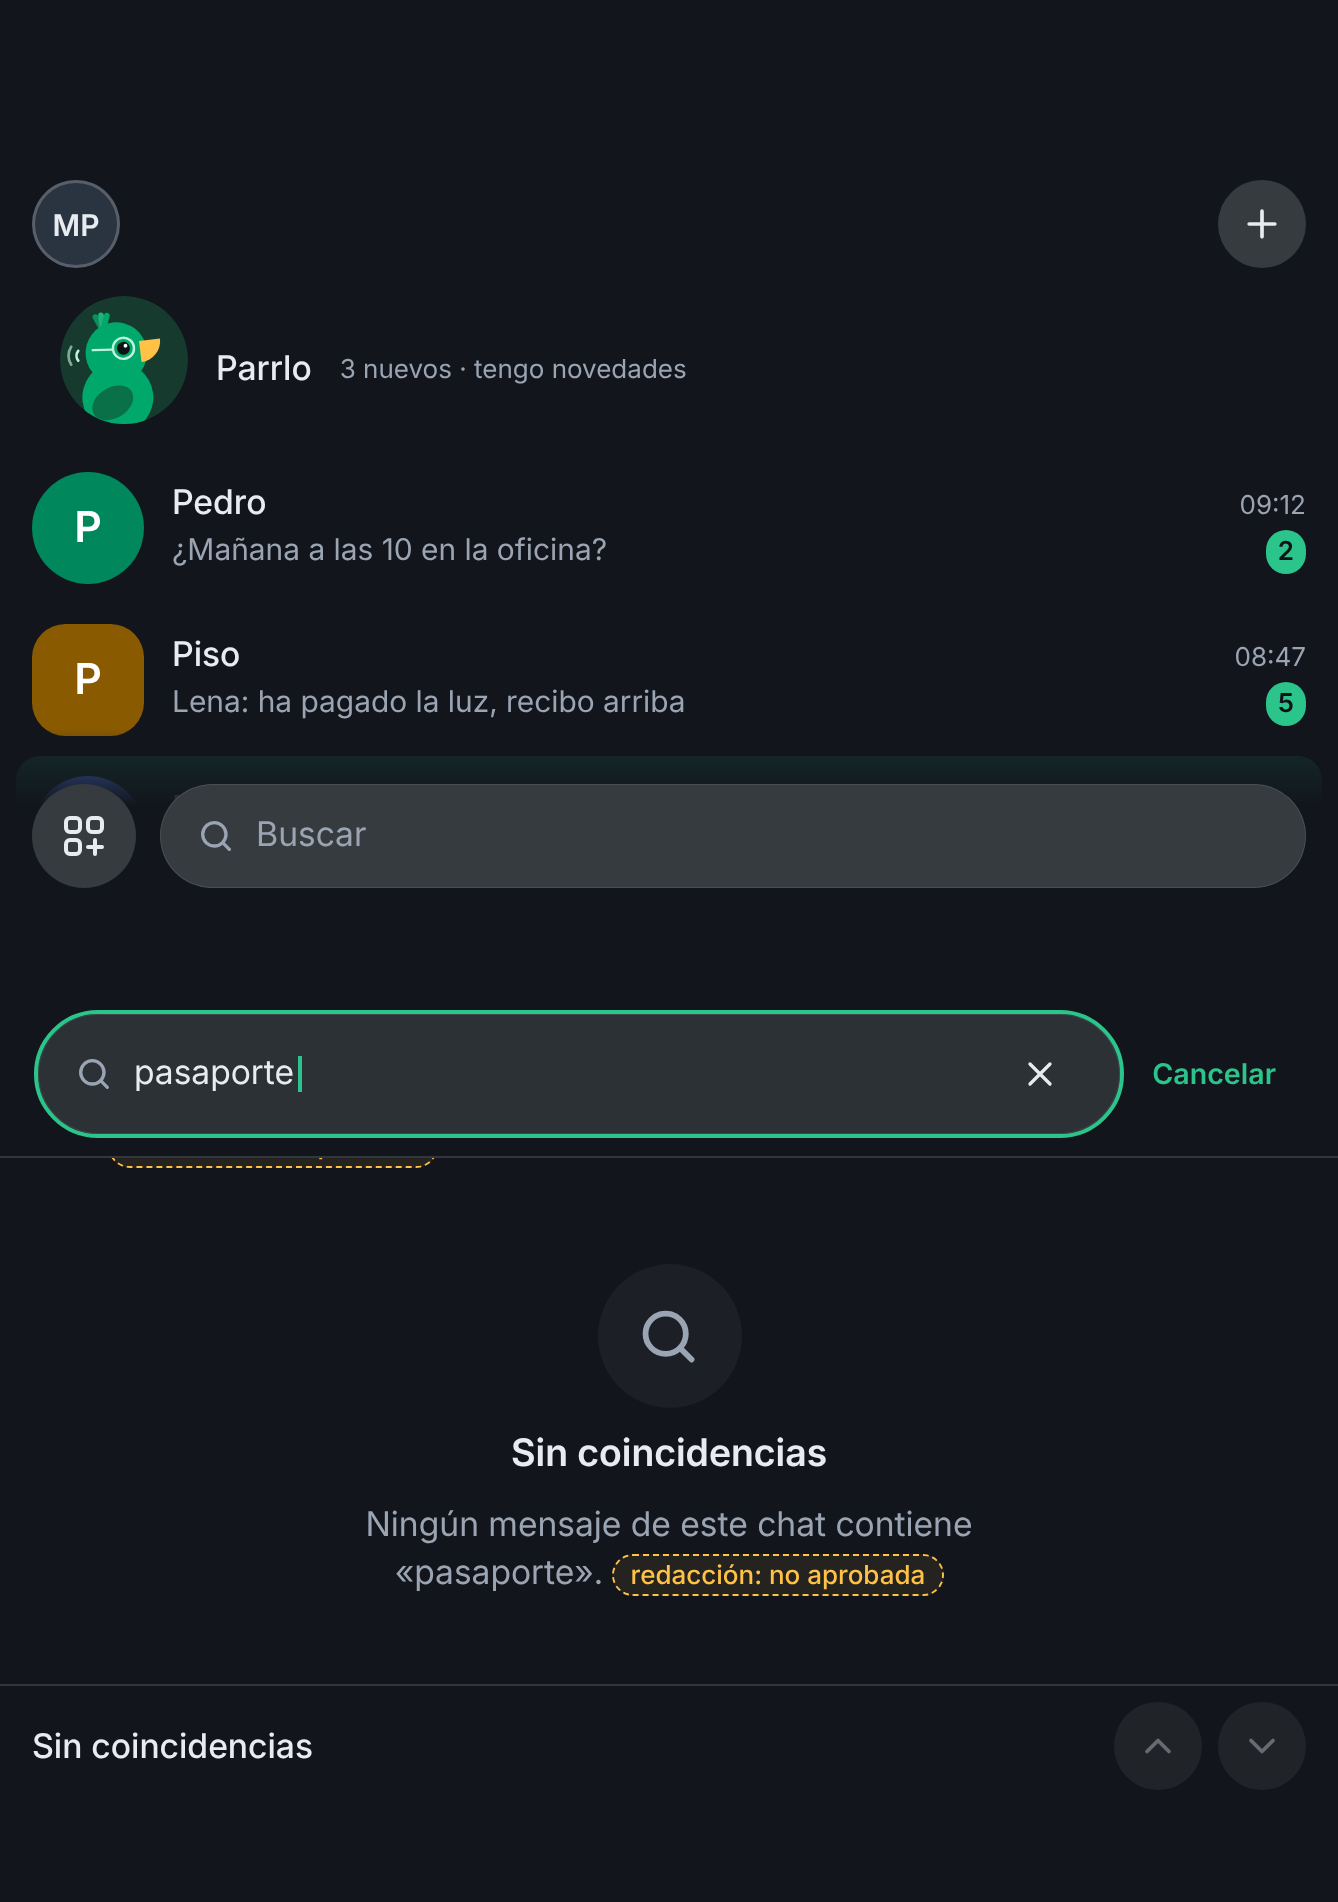 MP
Parrlo 3 nuevos · tengo novedades
P
Pedro
09:12
¿Mañana a las 10 en la oficina?
2
P
Piso
08:47
Lena: ha pagado la luz, recibo arriba
5
Buscar
pasaporte
Cancelar
Sin coincidencias
Ningún mensaje de este chat contiene
«pasaporte». redacción: no aprobada
Sin coincidencias